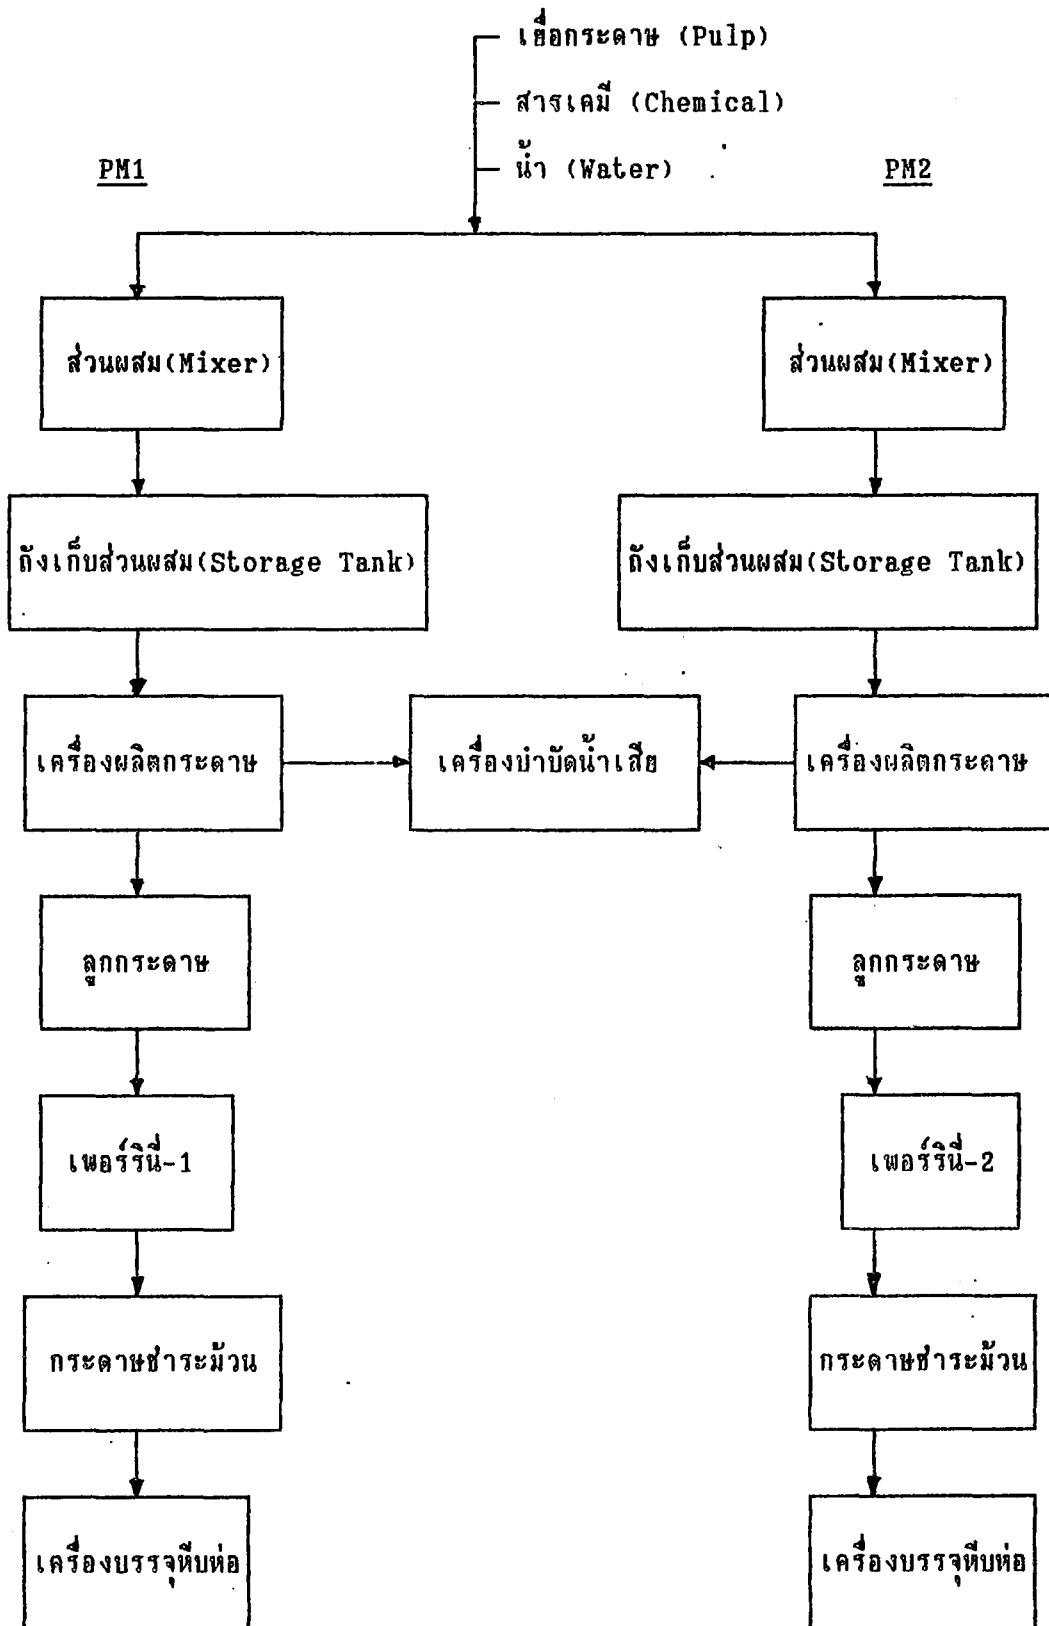 เยื่อกระดาษ (Pulp)
สารเคมี (Chemical)
น้ำ (Water)
PM1
PM2
ส่วนผสม(Mixer)
ส่วนผสม(Mixer)
ถังเก็บส่วนผสม(Storage Tank)
ถังเก็บส่วนผสม(Storage Tank)
เครื่องผลิตกระดาษ
เครื่องบำบัดน้ำเสีย
เครื่องผลิตกระดาษ
ลูกกระดาษ
ลูกกระดาษ
เพอร์รินี่-1
เพอร์รินี่-2
กระดาษชำระม้วน
กระดาษชำระม้วน
เครื่องบรรจุหีบห่อ
เครื่องบรรจุหีบห่อ